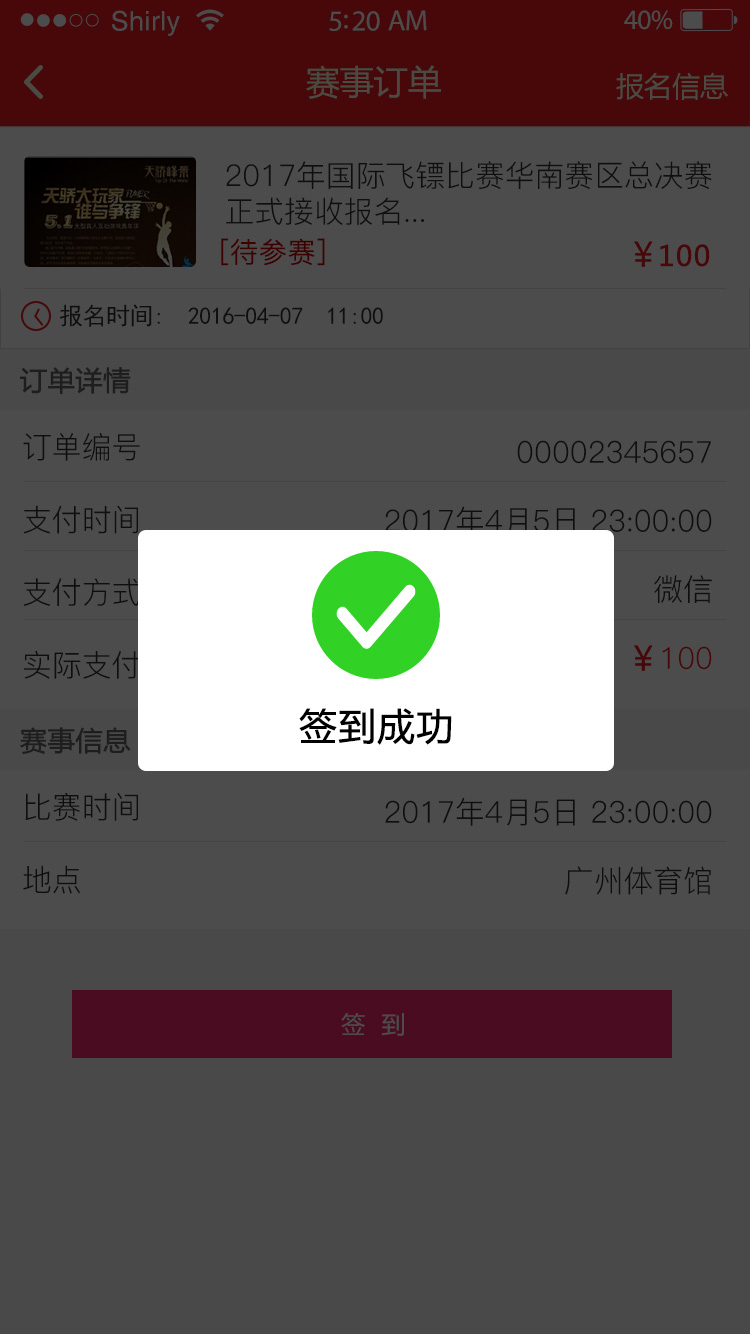 Shirly
5:20 AM
40%
赛事订单
报名信息
天骄峰景
天骄大玩家
谁与争锋
5.1
2017年国际飞镖比赛华南赛区总决赛
正式接收报名...
[待参赛]
¥100
报名时间: 2016-04-07 11:00
订单详情
订单编号 00002345657
支付时间 2017年4月5日 23:00:00
支付方式 微信
实际支付 ¥100
签到成功
赛事信息
比赛时间 2017年4月5日 23:00:00
地点 广州体育馆
签 到